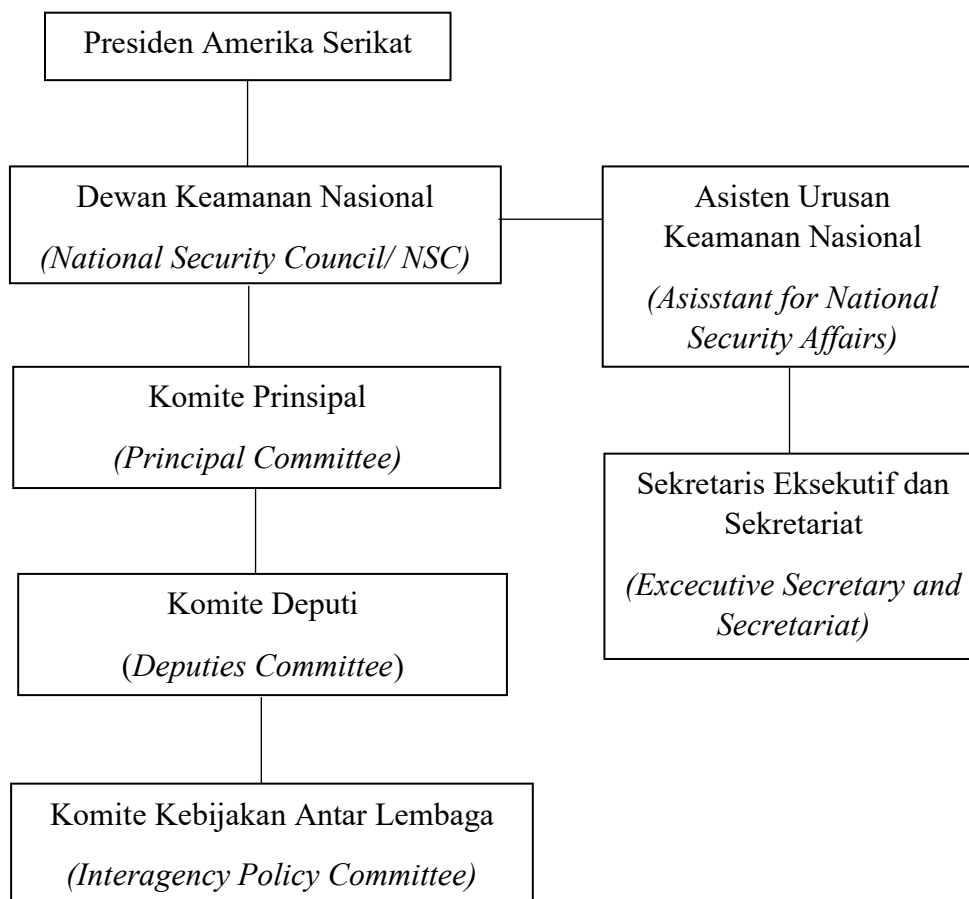 Presiden Amerika Serikat
Dewan Keamanan Nasional
(National Security Council/ NSC)
Asisten Urusan
Keamanan Nasional
(Asisstant for National
Security Affairs)
Komite Prinsipal
(Principal Committee)
Sekretaris Eksekutif dan
Sekretariat
(Excecutive Secretary and
Secretariat)
Komite Deputi
(Deputies Committee)
Komite Kebijakan Antar Lembaga
(Interagency Policy Committee)